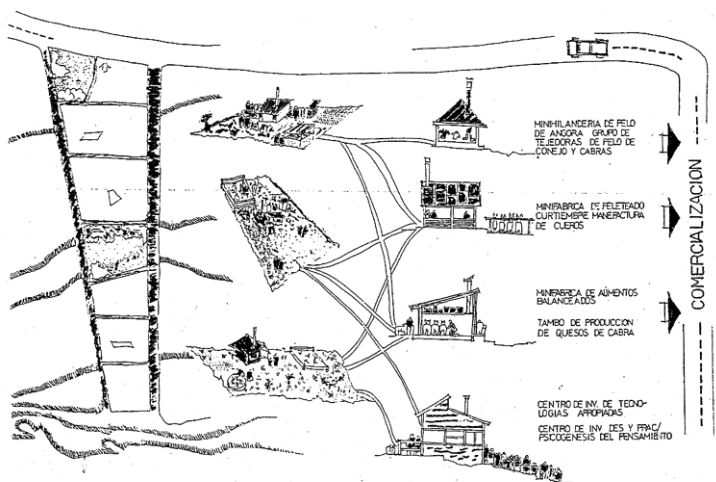 MINIHILANDERIA DE PELO
DE ANGORA GRUPO DE
TEJEDORAS DE PELO DE
CONEJO Y CABRAS
MINIFABRICA DE PELETEADO
CURTIEMBRE MANUFACTURA
DE CUEROS
MINIFABRICA DE ALIMENTOS
BALANCEADOS
TAMBO DE PRODUCCION
DE QUESOS DE CABRA
CENTRO DE INV. DE TECNO-
LOGIAS APROPIADAS
CENTRO DE INV DES Y PRAC/
PSICOGENESIS DEL PENSAMIENTO
COMERCIALIZACION